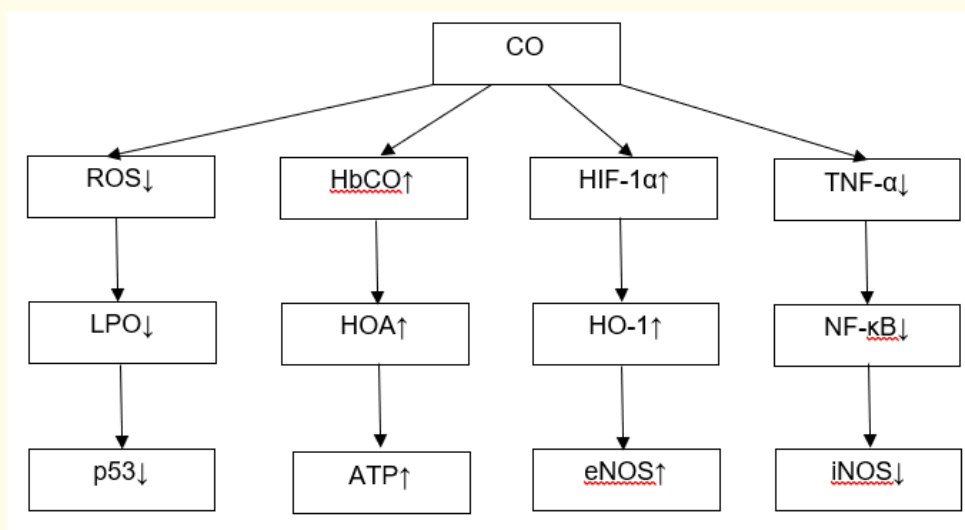 CO
ROS↓
HbCO↑
HIF-1α↑
TNF-α↓
LPO↓
HOA↑
HO-1↑
NF-κB↓
p53↓
ATP↑
eNOS↑
iNOS↓